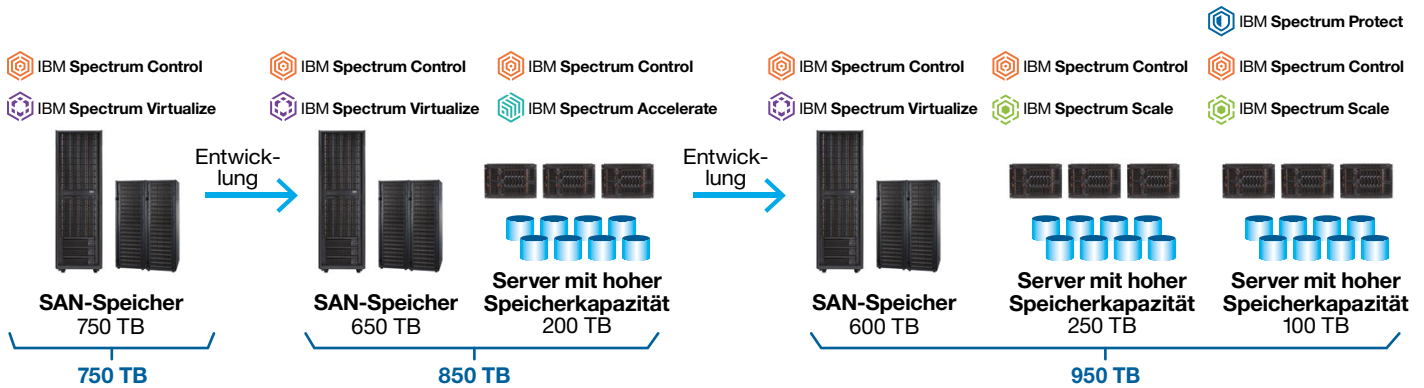 IBM Spectrum Protect
IBM Spectrum Control
IBM Spectrum Control
IBM Spectrum Control
IBM Spectrum Control
IBM Spectrum Control
IBM Spectrum Control
IBM Spectrum Virtualize
IBM Spectrum Virtualize
IBM Spectrum Accelerate
IBM Spectrum Virtualize
IBM Spectrum Scale
IBM Spectrum Scale
Entwick-
lung
Entwick-
lung
SAN-Speicher
750 TB
SAN-Speicher
650 TB
Server mit hoher
Speicherkapazität
200 TB
SAN-Speicher
600 TB
Server mit hoher
Speicherkapazität
250 TB
Server mit hoher
Speicherkapazität
100 TB
750 TB
850 TB
950 TB